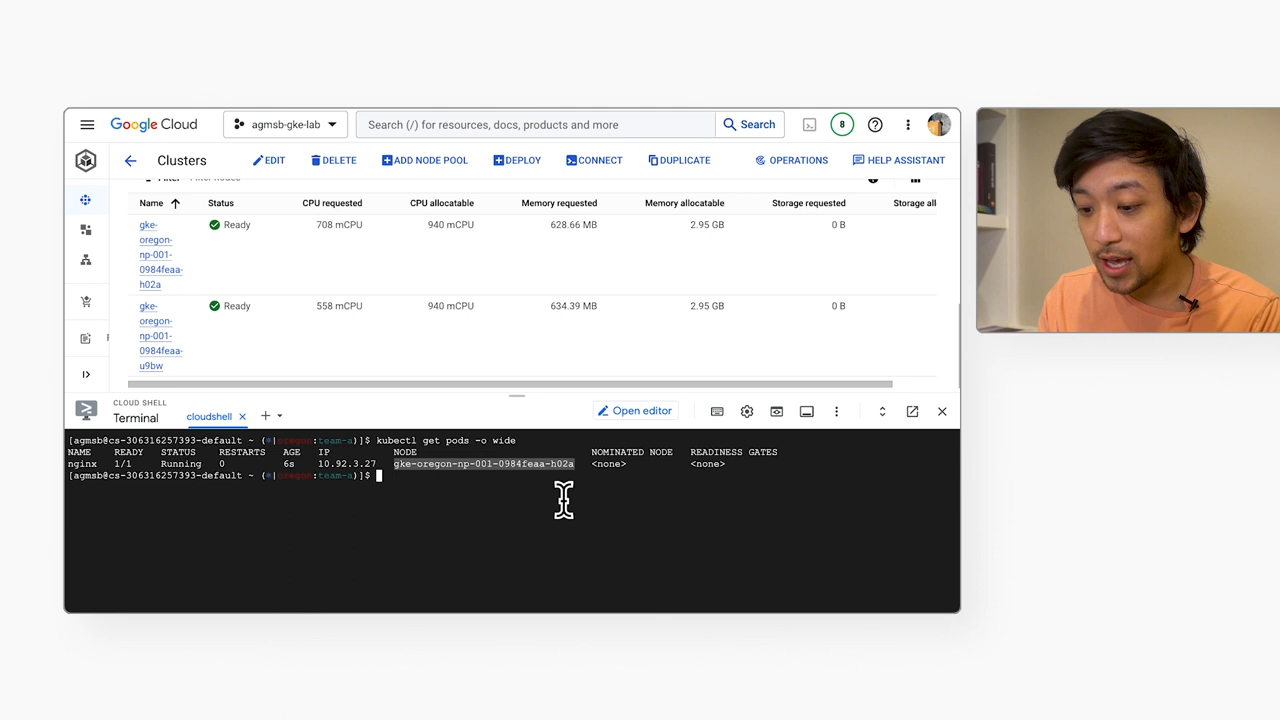 Google Cloud
agmsb-gke-lab
Search (/) for resources, docs, products and more
Search
8
Clusters
EDIT
DELETE
ADD NODE POOL
DEPLOY
CONNECT
DUPLICATE
OPERATIONS
HELP ASSISTANT
Name
Status
CPU requested
CPU allocatable
Memory requested
Memory allocatable
Storage requested
Storage all
gke-
oregon-
np-001-
0984feaa-
h02a
Ready
708 mCPU
940 mCPU
628.66 MB
2.95 GB
0 B
gke-
oregon-
np-001-
0984feaa-
u9bw
Ready
558 mCPU
940 mCPU
634.39 MB
2.95 GB
0 B
CLOUD SHELL
Terminal
cloudshell
Open editor
[agmsb@cs-306316257393-default ~ (*|oregon:team-a)]$ kubectl get pods -o wide
NAME READY STATUS RESTARTS AGE IP NODE NOMINATED NODE READINESS GATES
nginx 1/1 Running 0 6s 10.92.3.27 gke-oregon-np-001-0984feaa-h02a <none> <none>
[agmsb@cs-306316257393-default ~ (*|oregon:team-a)]$